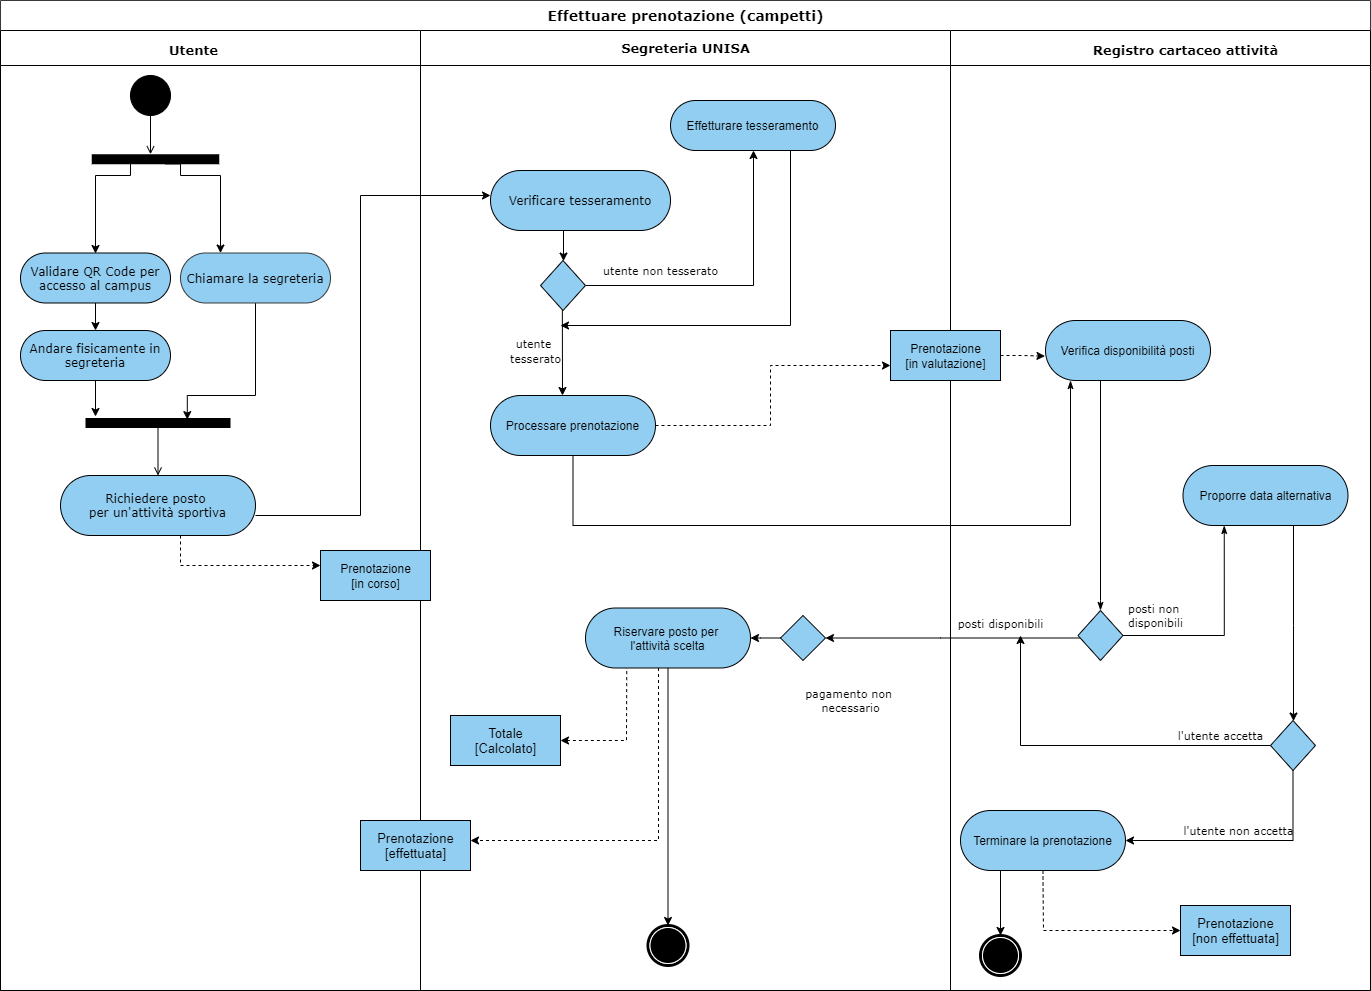 Effettuare prenotazione (campetti)
Utente
Segreteria UNISA
Registro cartaceo attività
Effetturare tesseramento
Verificare tesseramento
utente non tesserato
Validare QR Code per
accesso al campus
Chiamare la segreteria
Andare fisicamente in
segreteria
utente
tesserato
Prenotazione
[in valutazione]
Verifica disponibilità posti
Processare prenotazione
Richiedere posto
per un'attività sportiva
Proporre data alternativa
Prenotazione
[in corso]
Riservare posto per
l'attività scelta
posti disponibili
posti non
disponibili
pagamento non
necessario
Totale
[Calcolato]
l'utente accetta
Prenotazione
[effettuata]
l'utente non accetta
Terminare la prenotazione
Prenotazione
[non effettuata]